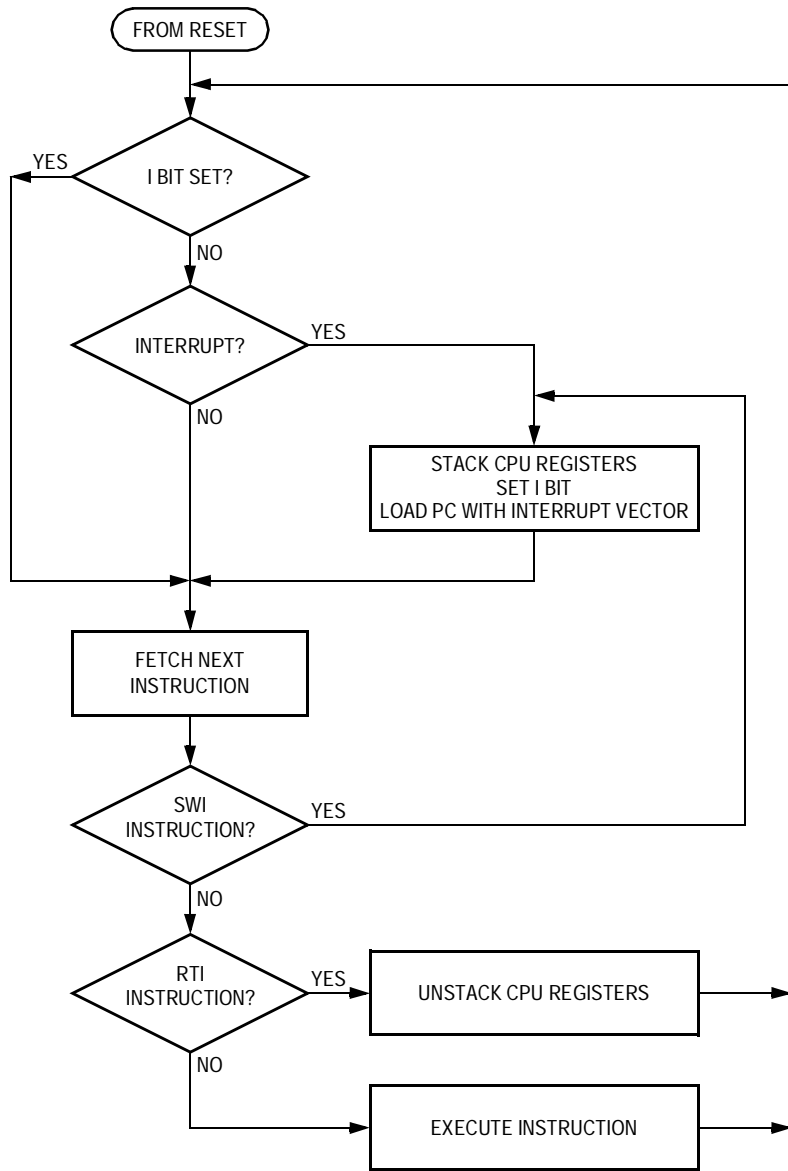 FROM RESET
YES
I BIT SET?
NO
INTERRUPT?
YES
NO
STACK CPU REGISTERS
SET I BIT
LOAD PC WITH INTERRUPT VECTOR
FETCH NEXT
INSTRUCTION
SWI
INSTRUCTION?
YES
NO
RTI
INSTRUCTION?
YES
UNSTACK CPU REGISTERS
NO
EXECUTE INSTRUCTION